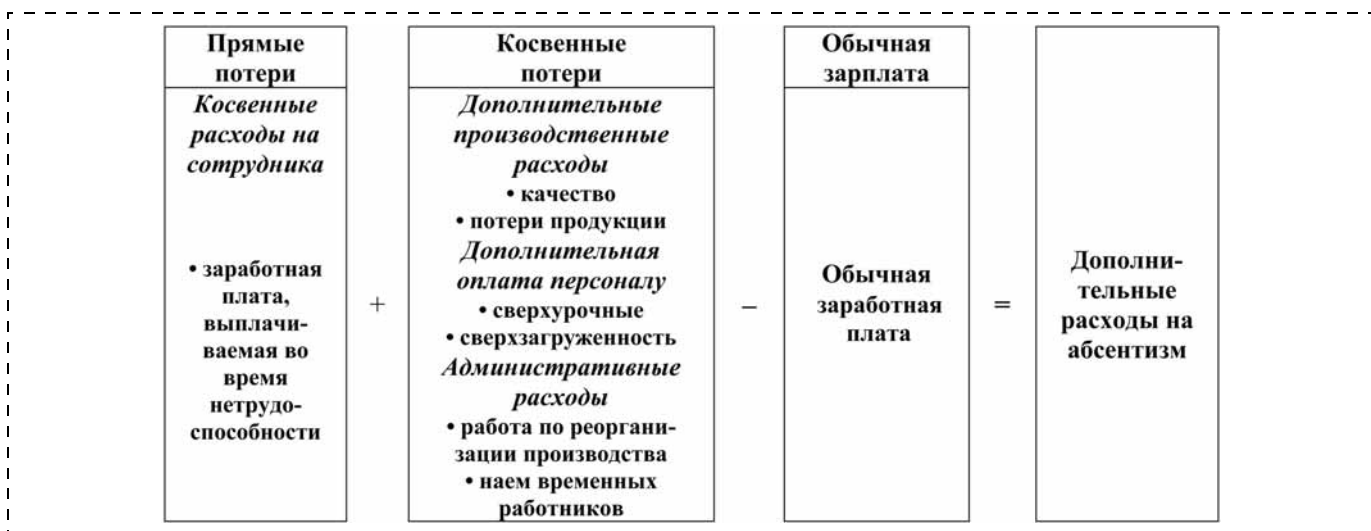 Прямые
потери
Косвенные
расходы на
сотрудника
• заработная
плата,
выплачи-
ваемая во
время
нетрудо-
способности
+
Косвенные
потери
Дополнительные
производственные
расходы
• качество
• потери продукции
Дополнительная
оплата персоналу
• сверхурочные
• сверхзагруженность
Административные
расходы
• работа по реоргани-
зации производства
• наем временных
работников
–
Обычная
зарплата
Обычная
заработная
плата
=
Дополни-
тельные
расходы на
абсентизм